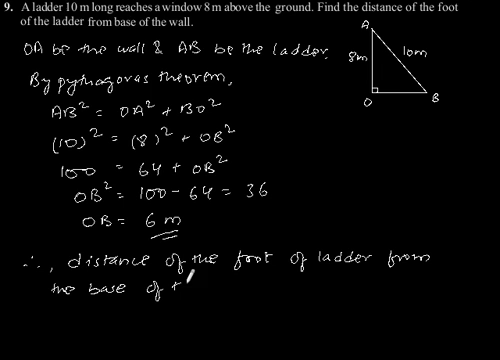 9. A ladder 10 m long reaches a window 8 m above the ground. Find the distance of the foot
of the ladder from base of the wall.
OA be the wall & AB be the ladder.
By pythagoras theorem,
AB² = OA² + BO²
(10)² = (8)² + OB²
100 = 64 + OB²
OB² = 100 - 64 = 36
OB = 6 m
∴, distance of the foot of ladder from
the base of t
A
8m
10m
O
B